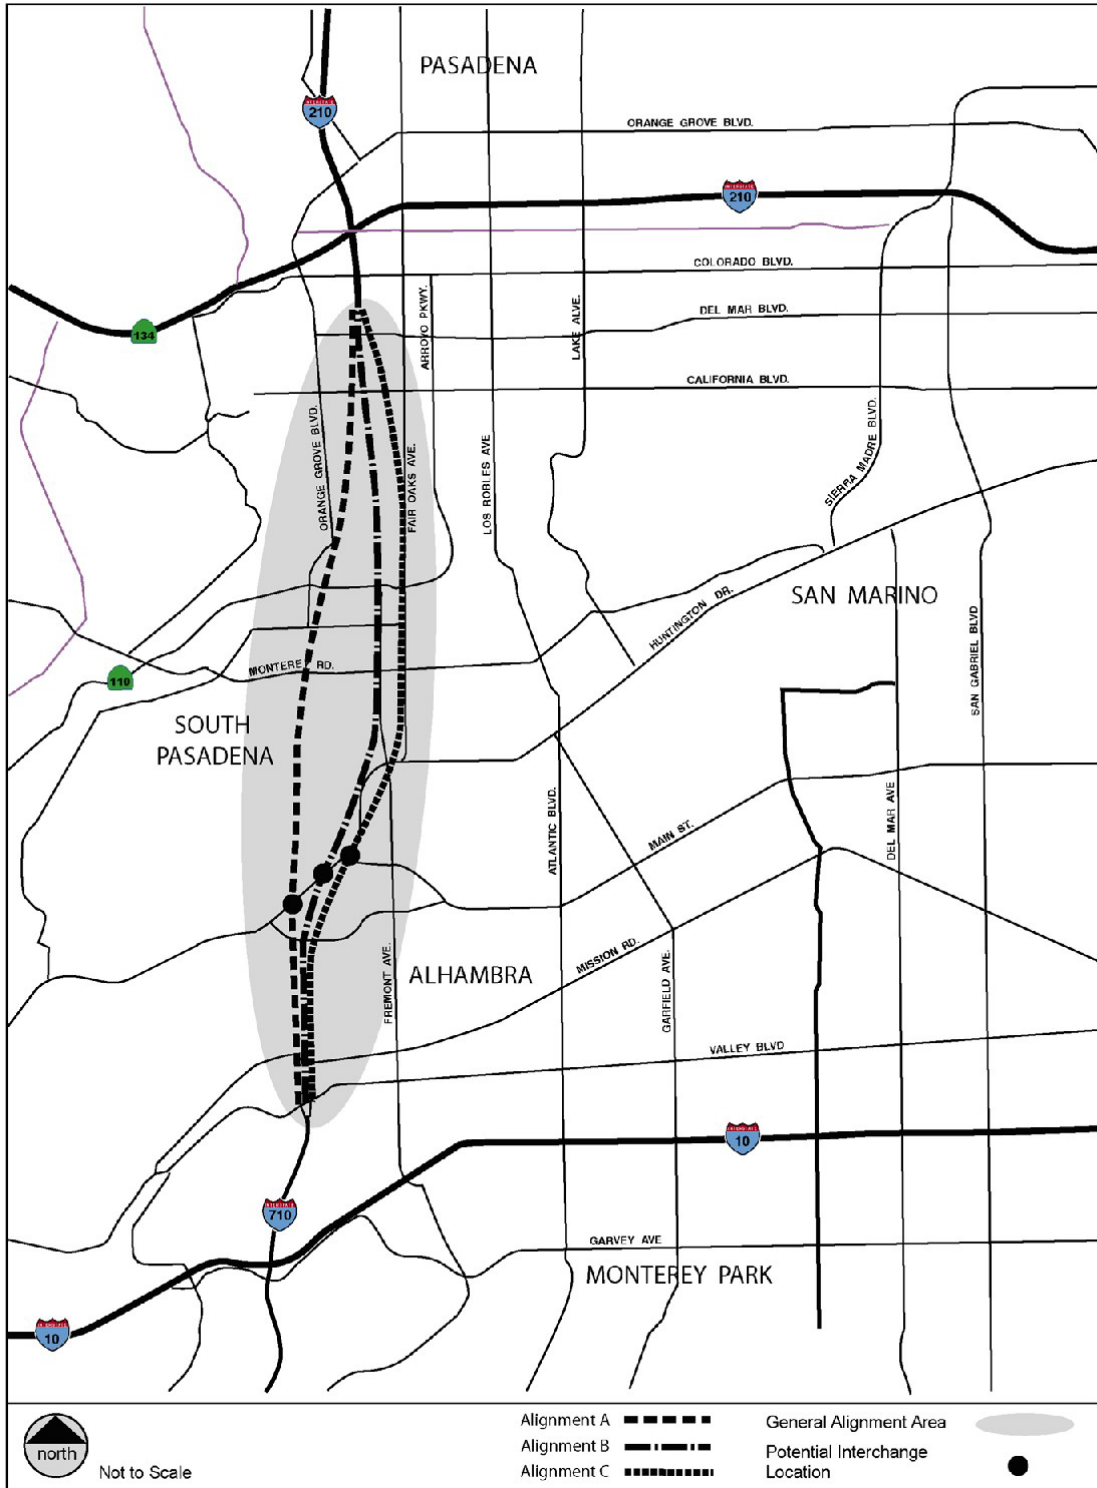 PASADENA
210
ORANGE GROVE BLVD.
210
COLORADO BLVD.
DEL MAR BLVD.
134
ARROYO PKWY.
LAKE ALVE.
CALIFORNIA BLVD.
ORANGE GROVE BLVD.
FAIR OAKS AVE.
LOS ROBLES AVE
SIERRA MADRE BLVD.
SAN MARINO
HUNTINGTON DR.
SAN GABRIEL BLVD
MONTERE RD.
110
SOUTH
PASADENA
ATLANTIC BLVD.
MAIN ST.
DEL MAR AVE
MISSION RD.
ALHAMBRA
FREMONT AVE.
GARFIELD AVE.
VALLEY BLVD
10
710
GARVEY AVE
MONTEREY PARK
10
north
Not to Scale
Alignment A
Alignment B
Alignment C
General Alignment Area
Potential Interchange
Location